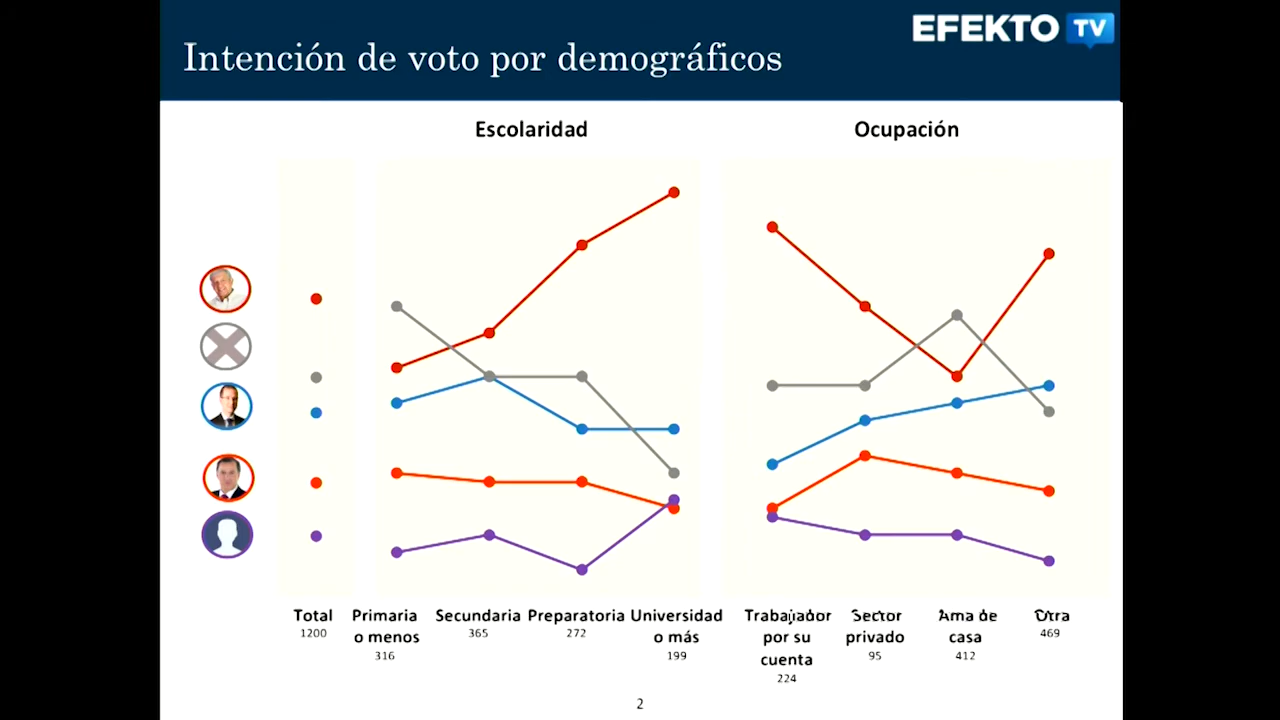 EFEKTO TV
Intención de voto por demográficos
Escolaridad
Ocupación
Total
1200
Primaria
o menos
316
Secundaria
365
Preparatoria
272
Universidad
o más
199
Trabajador
por su
cuenta
224
Sector
privado
95
Ama de
casa
412
Otra
469
2